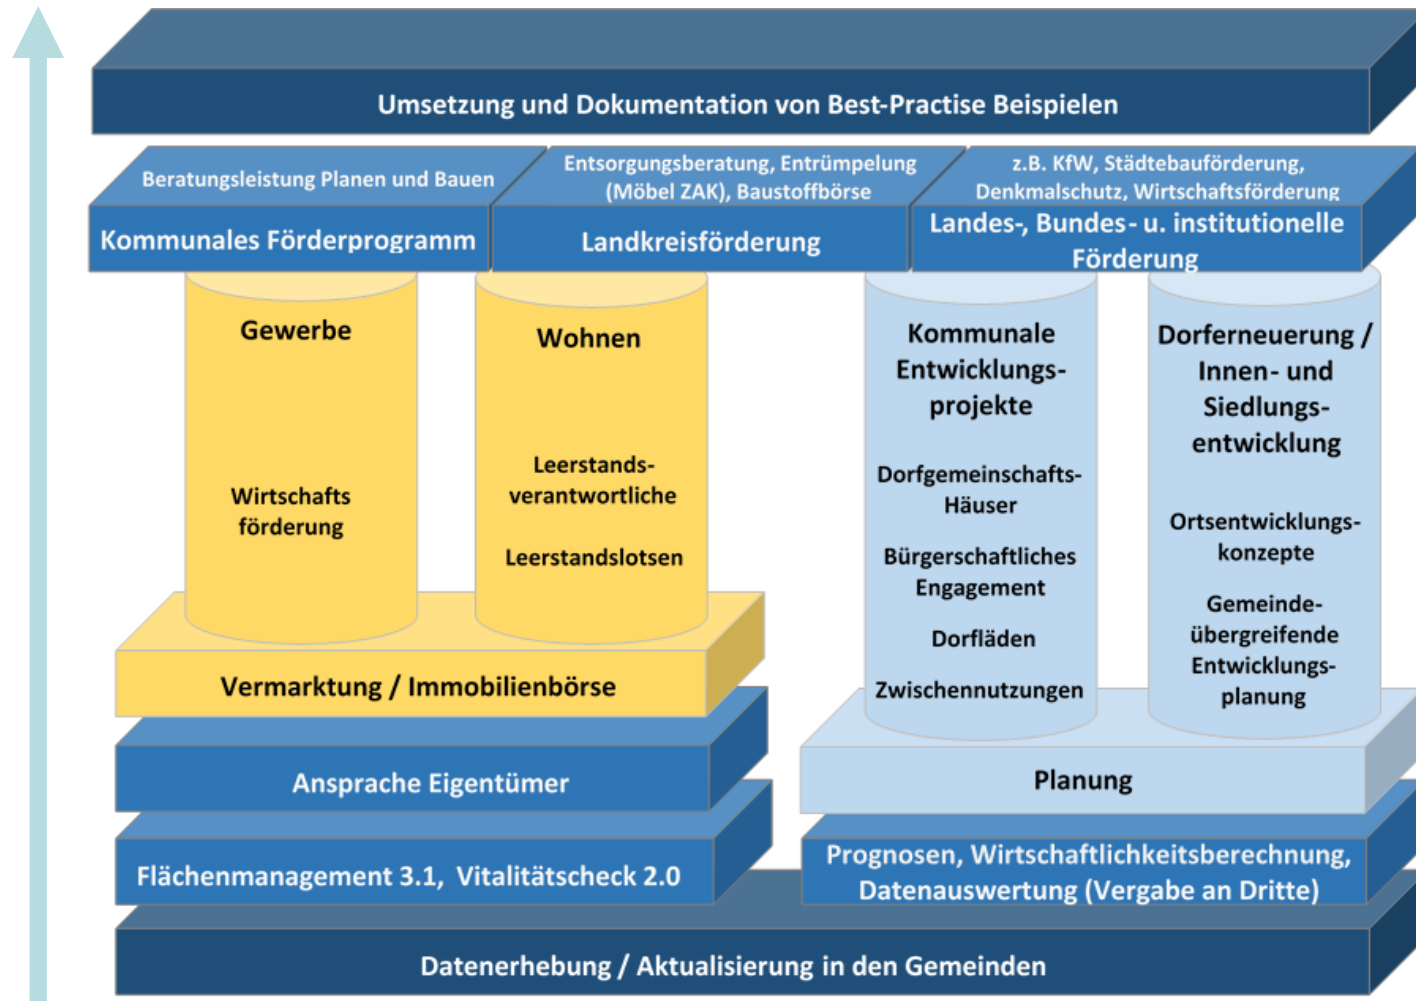 Umsetzung und Dokumentation von Best-Practise Beispielen
Beratungsleistung Planen und Bauen
Entsorgungsberatung, Entrümpelung
(Möbel ZAK), Baustoffbörse
z.B. KfW, Städtebauförderung,
Denkmalschutz, Wirtschaftsförderung
Kommunales Förderprogramm
Landkreisförderung
Landes-, Bundes- u. institutionelle
Förderung
Gewerbe
Wirtschafts
förderung
Wohnen
Leerstands-
verantwortliche
Leerstandslotsen
Kommunale
Entwicklungs-
projekte
Dorfgemeinschafts-
Häuser
Bürgerschaftliches
Engagement
Dorfläden
Zwischennutzungen
Dorferneuerung /
Innen- und
Siedlungs-
entwicklung
Ortsentwicklungs-
konzepte
Gemeinde-
übergreifende
Entwicklungs-
planung
Vermarktung / Immobilienbörse
Ansprache Eigentümer
Planung
Flächenmanagement 3.1, Vitalitätscheck 2.0
Prognosen, Wirtschaftlichkeitsberechnung,
Datenauswertung (Vergabe an Dritte)
Datenerhebung / Aktualisierung in den Gemeinden